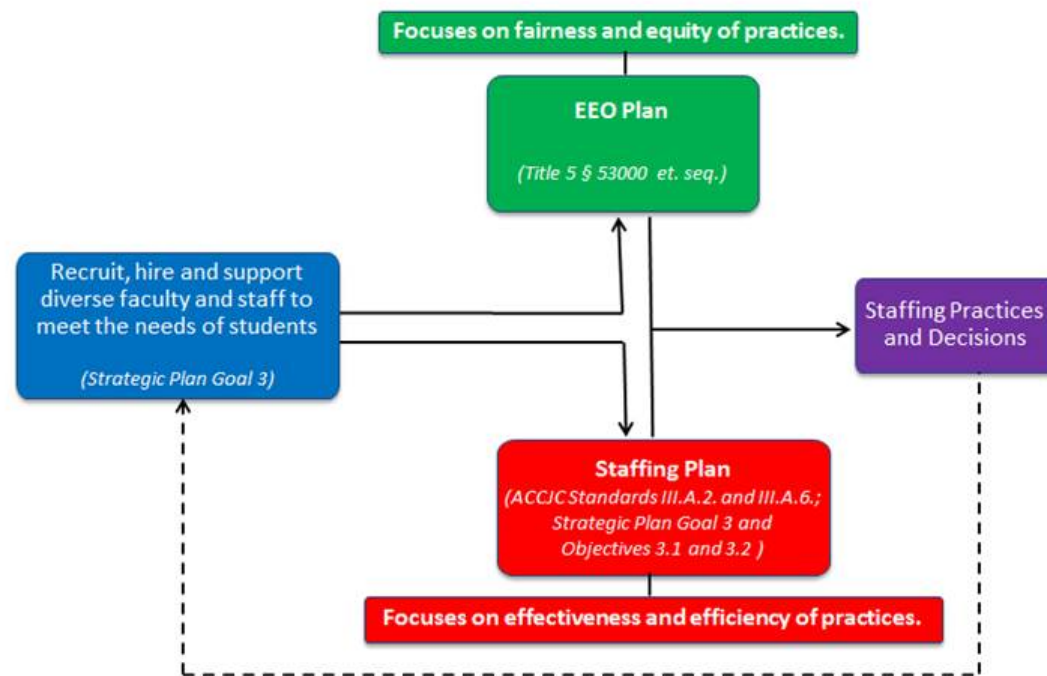 Focuses on fairness and equity of practices.
EEO Plan
(Title 5 § 53000 et. seq.)
Recruit, hire and support
diverse faculty and staff to
meet the needs of students
(Strategic Plan Goal 3)
Staffing Practices
and Decisions
Staffing Plan
(ACCJC Standards III.A.2. and III.A.6.;
Strategic Plan Goal 3 and
Objectives 3.1 and 3.2 )
Focuses on effectiveness and efficiency of practices.